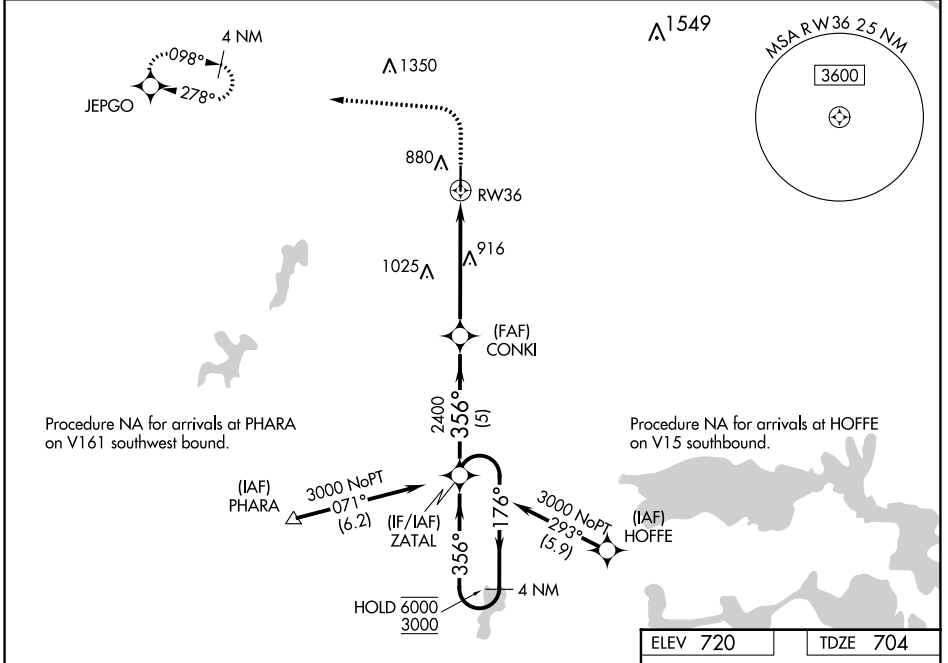 4 NM
098°
278°
JEPGO
1350
1549
MSA RW36 25 NM
3600
880
RW36
916
1025
(FAF)
CONKI
2400
356°
(5)
Procedure NA for arrivals at PHARA
on V161 southwest bound.
Procedure NA for arrivals at HOFFE
on V15 southbound.
(IAF)
PHARA
3000 NoPT
071°
(6.2)
(IF/IAF)
ZATAL
176°
3000 NoPT
293°
(5.9)
(IAF)
HOFFE
356°
4 NM
HOLD 6000
3000
ELEV 720
TDZE 704